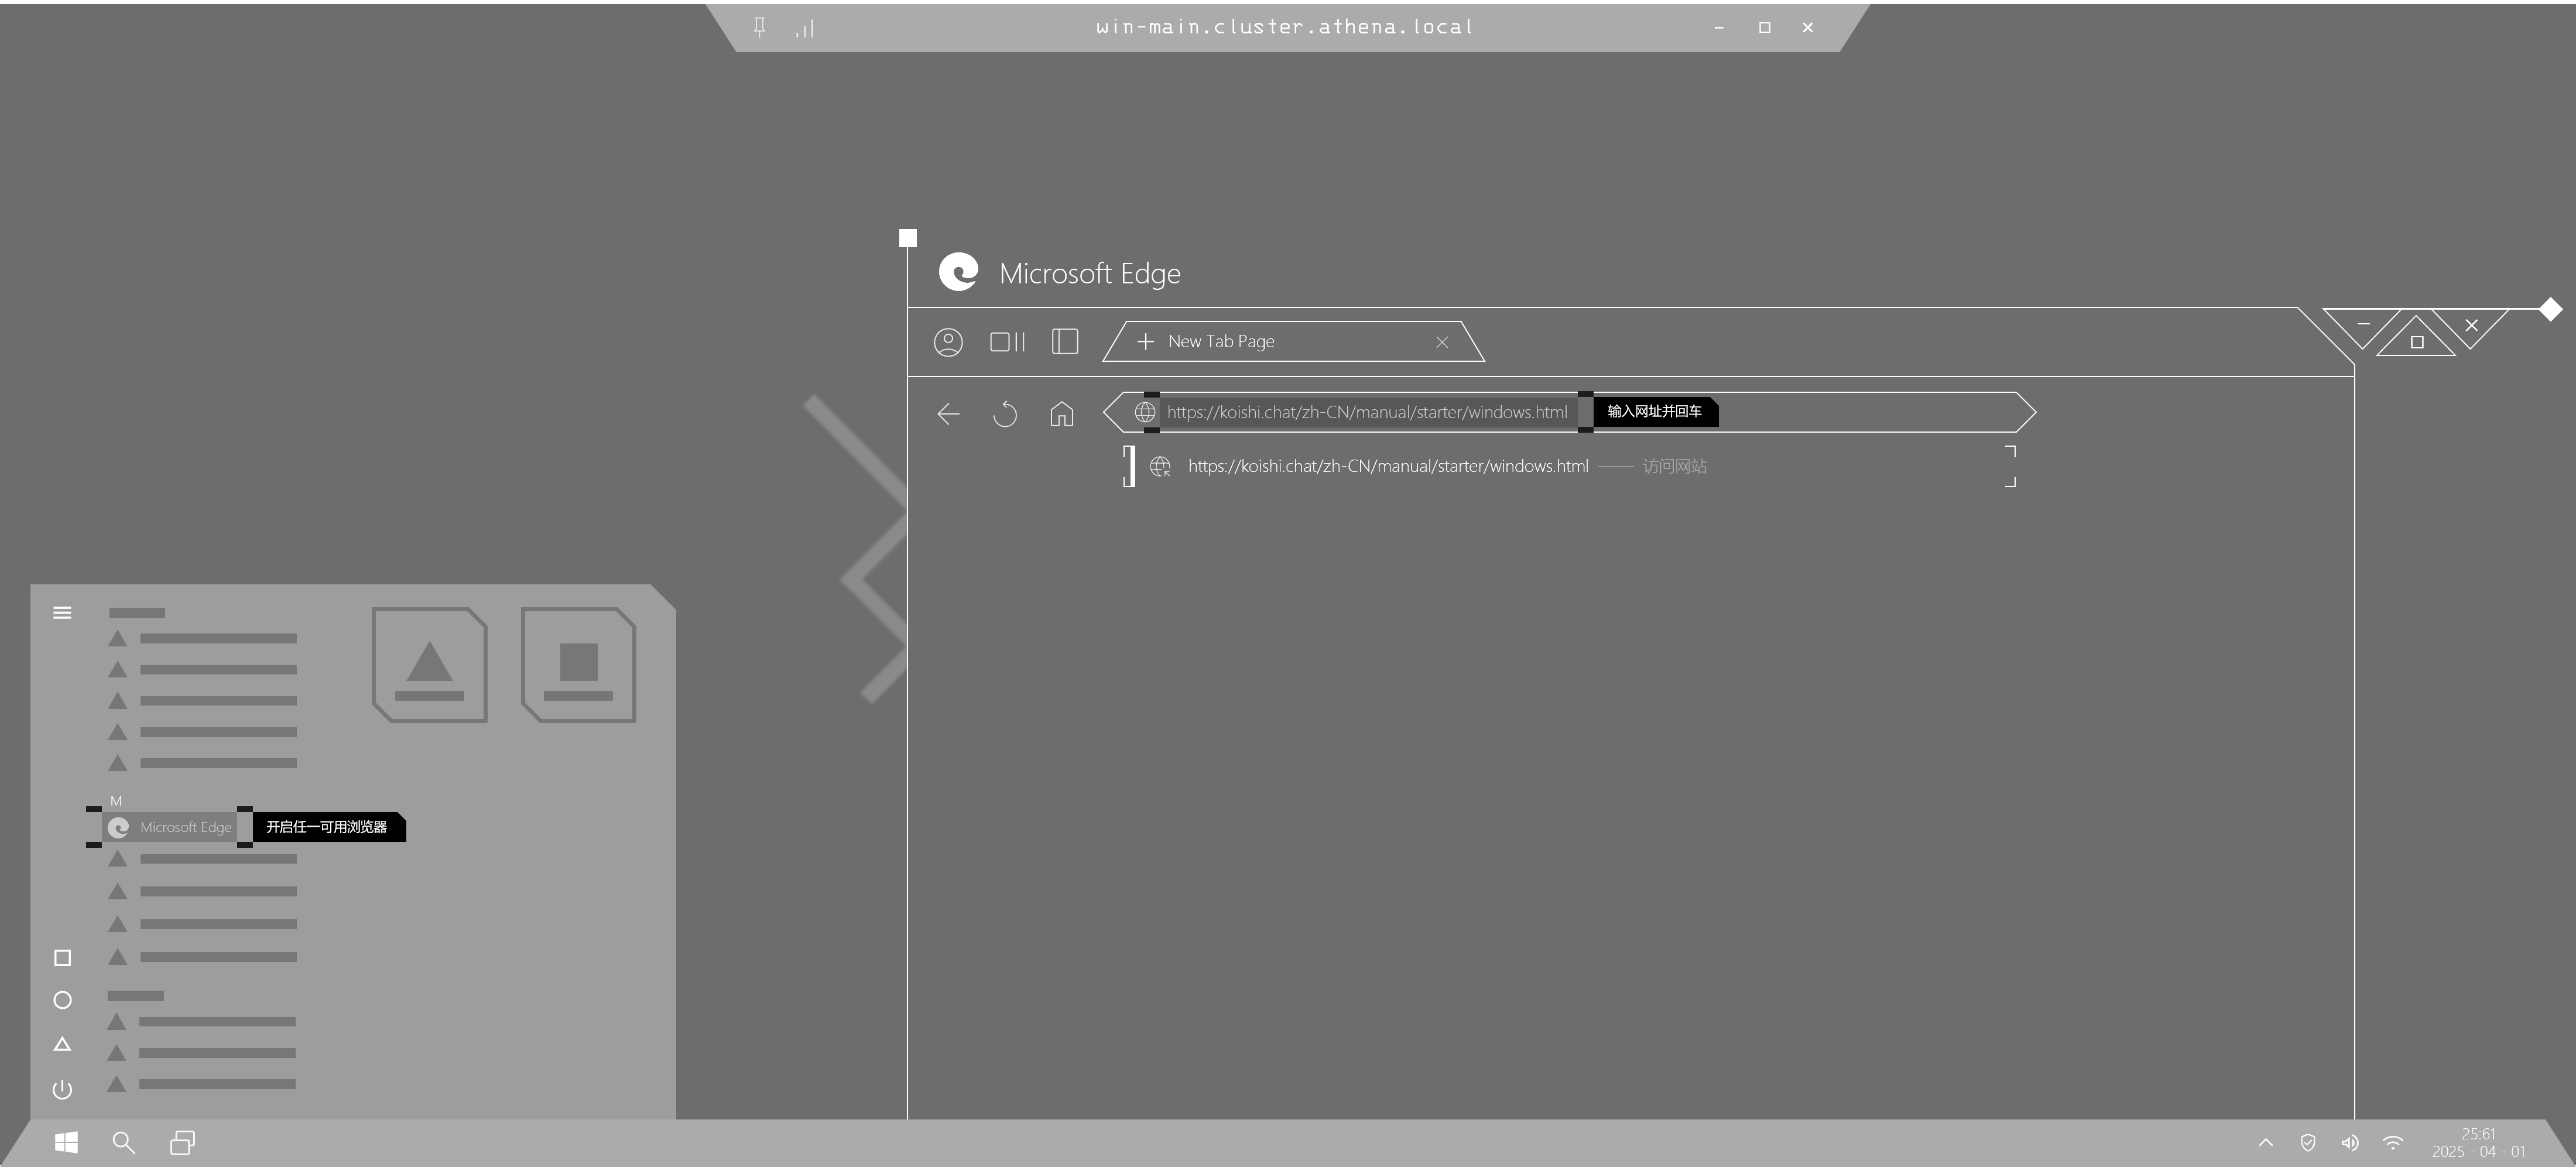 win-main.cluster.athena.local
Microsoft Edge
New Tab Page
https://koishi.chat/zh-CN/manual/starter/windows.html 输入网址并回车
https://koishi.chat/zh-CN/manual/starter/windows.html —— 访问网站
M
Microsoft Edge 开启任一可用浏览器
25:61
2025 - 04 - 01